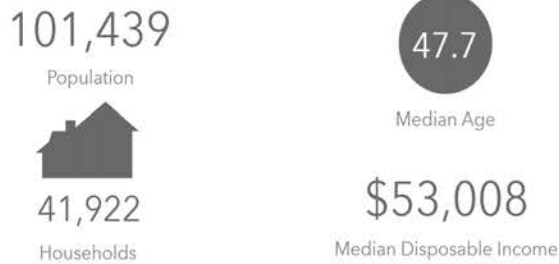 101,439
Population
47.7
Median Age
41,922
Households
$53,008
Median Disposable Income